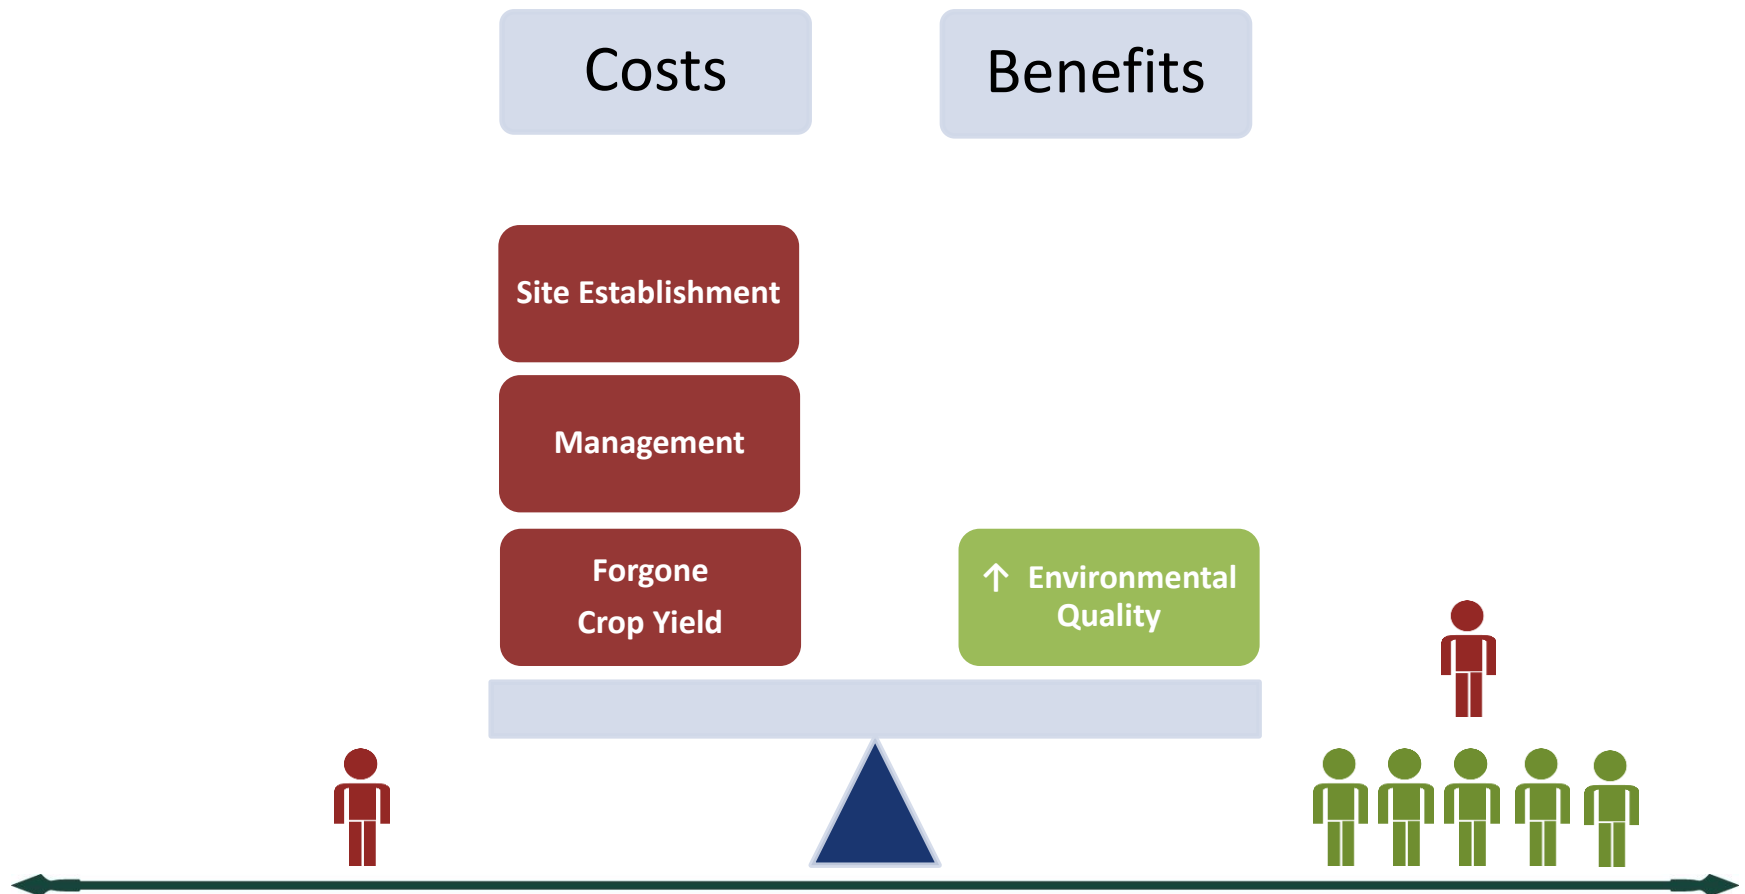 Costs
Benefits
Site Establishment
Management
Forgone
Crop Yield
↑ Environmental
Quality